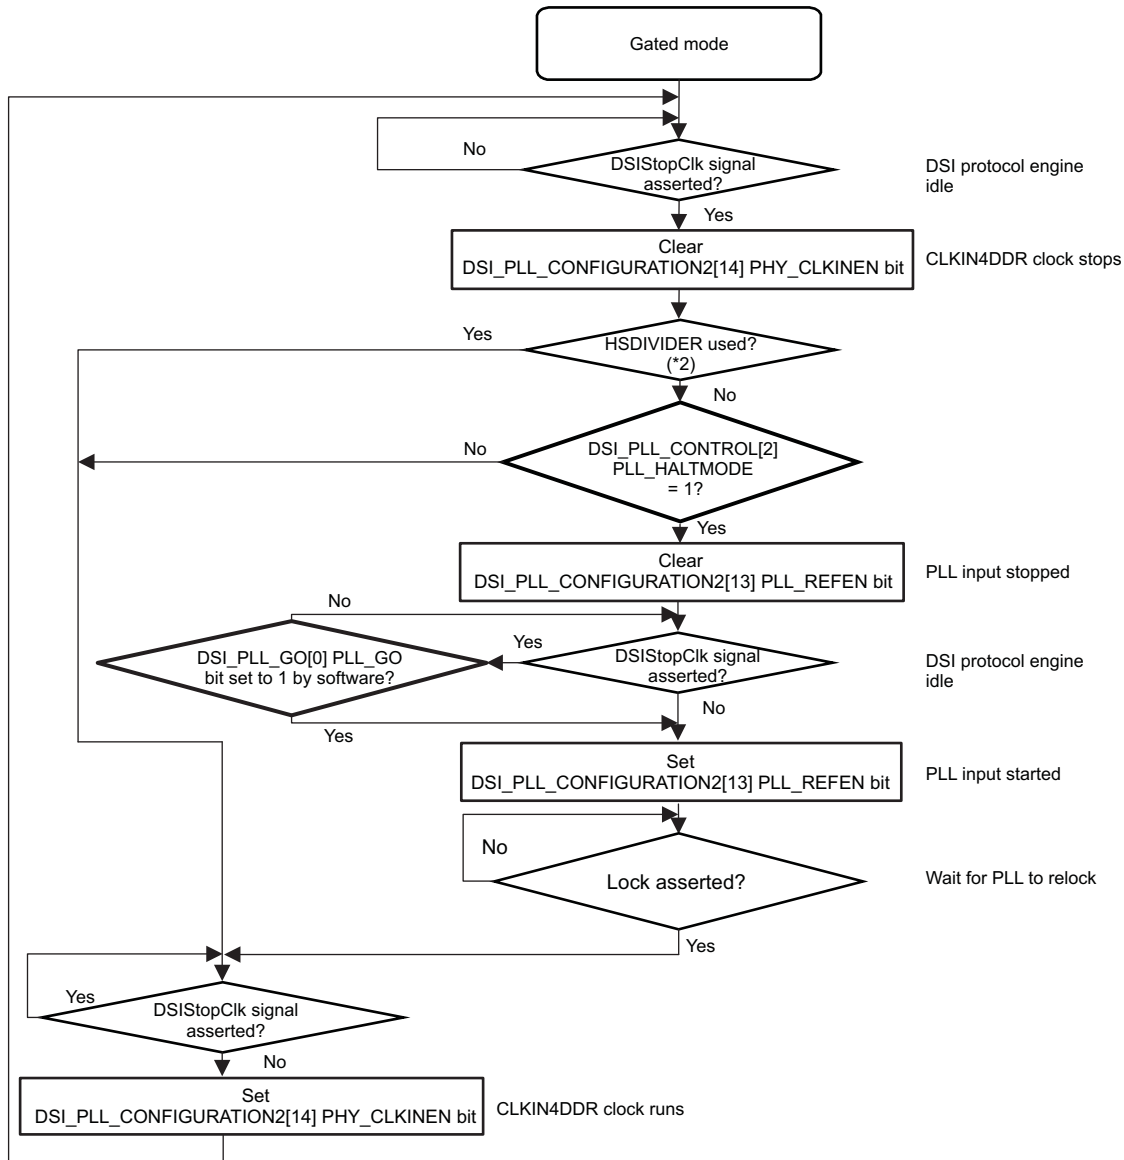 Gated mode
No
DSIStopClk signal
asserted?
DSI protocol engine
idle
Yes
Clear
DSI_PLL_CONFIGURATION2[14] PHY_CLKINEN bit
CLKIN4DDR clock stops
Yes
HSDIVIDER used?
(*2)
No
No
DSI_PLL_CONTROL[2]
PLL_HALTMODE
= 1?
Yes
Clear
DSI_PLL_CONFIGURATION2[13] PLL_REFEN bit
PLL input stopped
No
DSI_PLL_GO[0] PLL_GO
bit set to 1 by software?
Yes
DSIStopClk signal
asserted?
DSI protocol engine
idle
No
Yes
Set
DSI_PLL_CONFIGURATION2[13] PLL_REFEN bit
PLL input started
No
Lock asserted?
Wait for PLL to relock
Yes
Yes
DSIStopClk signal
asserted?
No
Set
DSI_PLL_CONFIGURATION2[14] PHY_CLKINEN bit
CLKIN4DDR clock runs